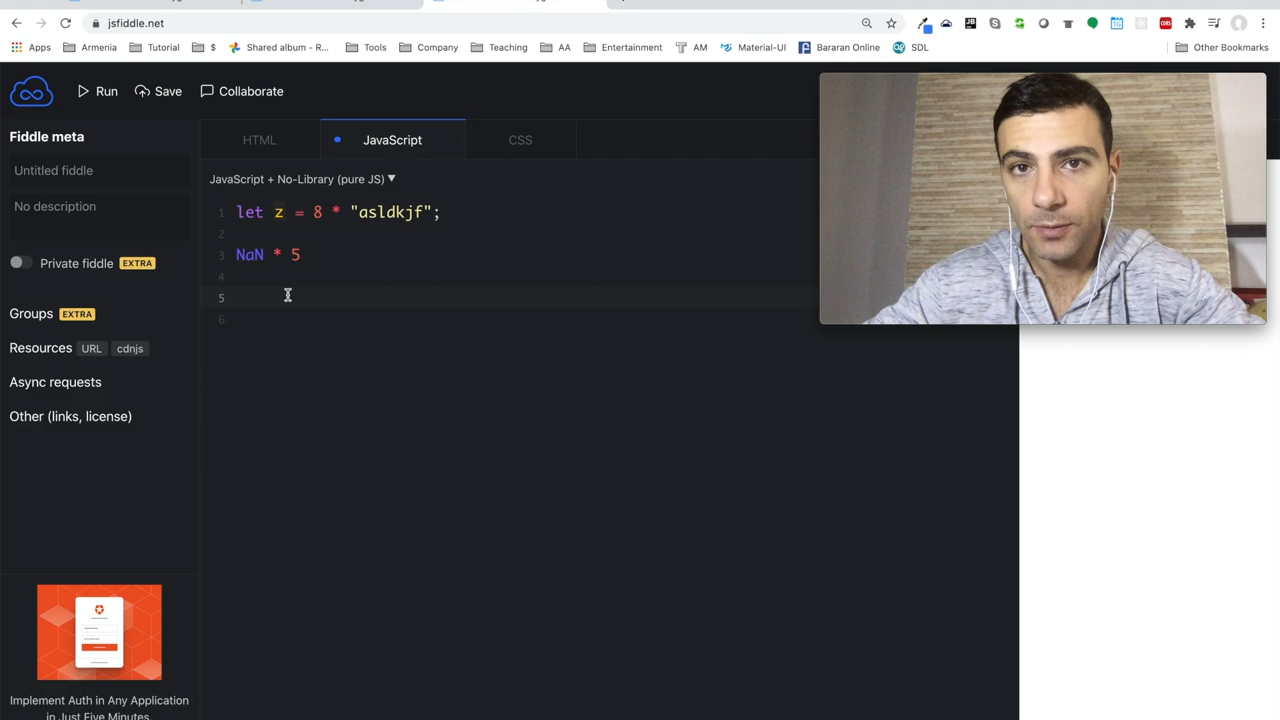 jsfiddle.net
Apps Armenia Tutorial $ Shared album - R... Tools Company Teaching AA Entertainment AM Material-UI Bararan Online SDL Other Bookmarks
Run Save Collaborate
Fiddle meta
Untitled fiddle
No description
Private fiddle EXTRA
Groups EXTRA
Resources URL cdnjs
Async requests
Other (links, license)
Implement Auth in Any Application
in Just Five Minutes.
HTML JavaScript CSS
JavaScript + No-Library (pure JS) ▼
1 let z = 8 * "asldkjf";
2
3 NaN * 5
4
5
6